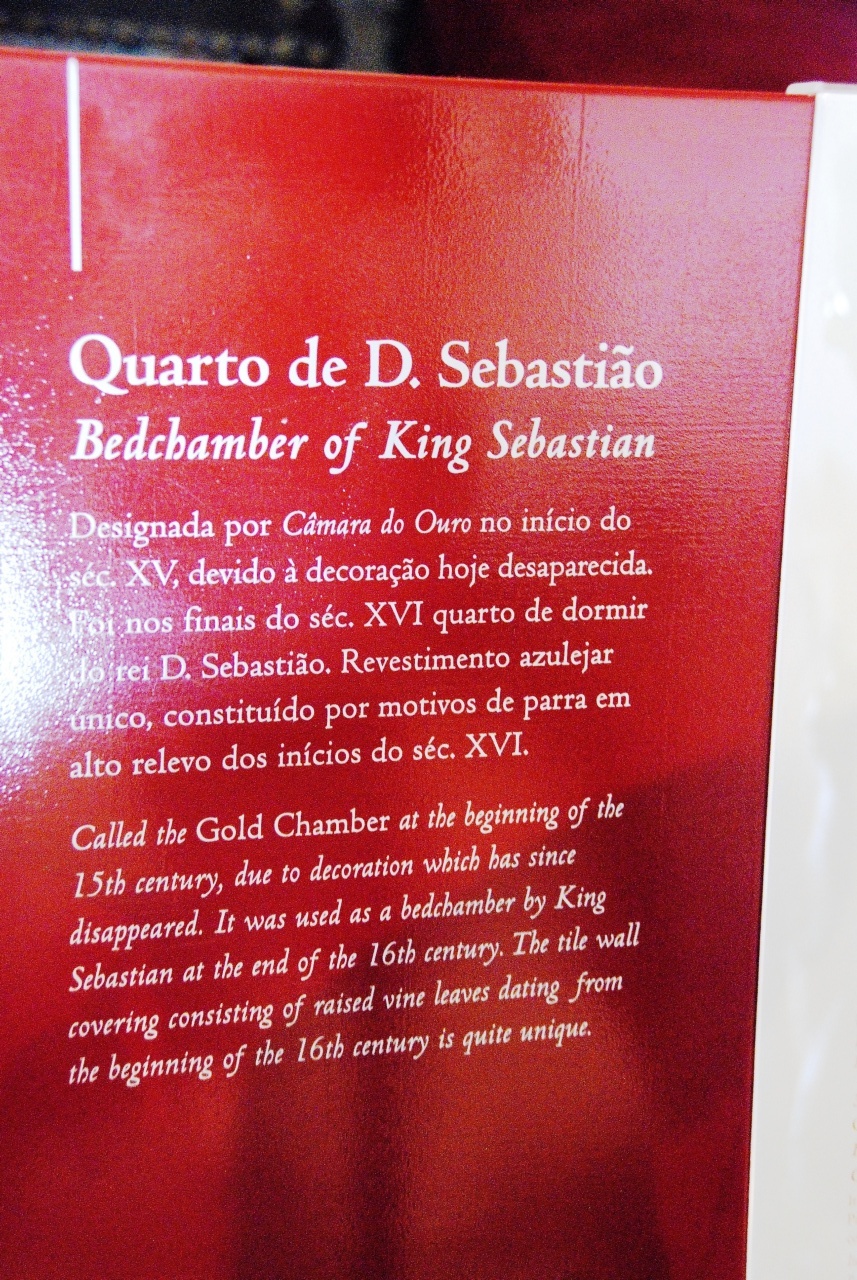 Quarto de D. Sebastião
Bedchamber of King Sebastian
Designada por Câmara do Ouro no início do
séc. XV, devido à decoração hoje desaparecida.
Foi nos finais do séc. XVI quarto de dormir
do rei D. Sebastião. Revestimento azulejar
único, constituído por motivos de parra em
alto relevo dos inícios do séc. XVI.
Called the Gold Chamber at the beginning of the
15th century, due to decoration which has since
disappeared. It was used as a bedchamber by King
Sebastian at the end of the 16th century. The tile wall
covering consisting of raised vine leaves dating from
the beginning of the 16th century is quite unique.